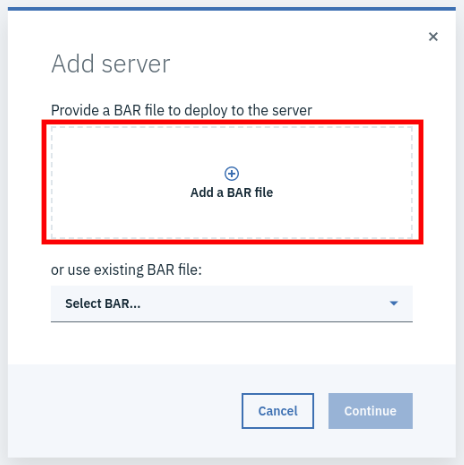 Add server
Provide a BAR file to deploy to the server
Add a BAR file
or use existing BAR file:
Select BAR...
Cancel
Continue